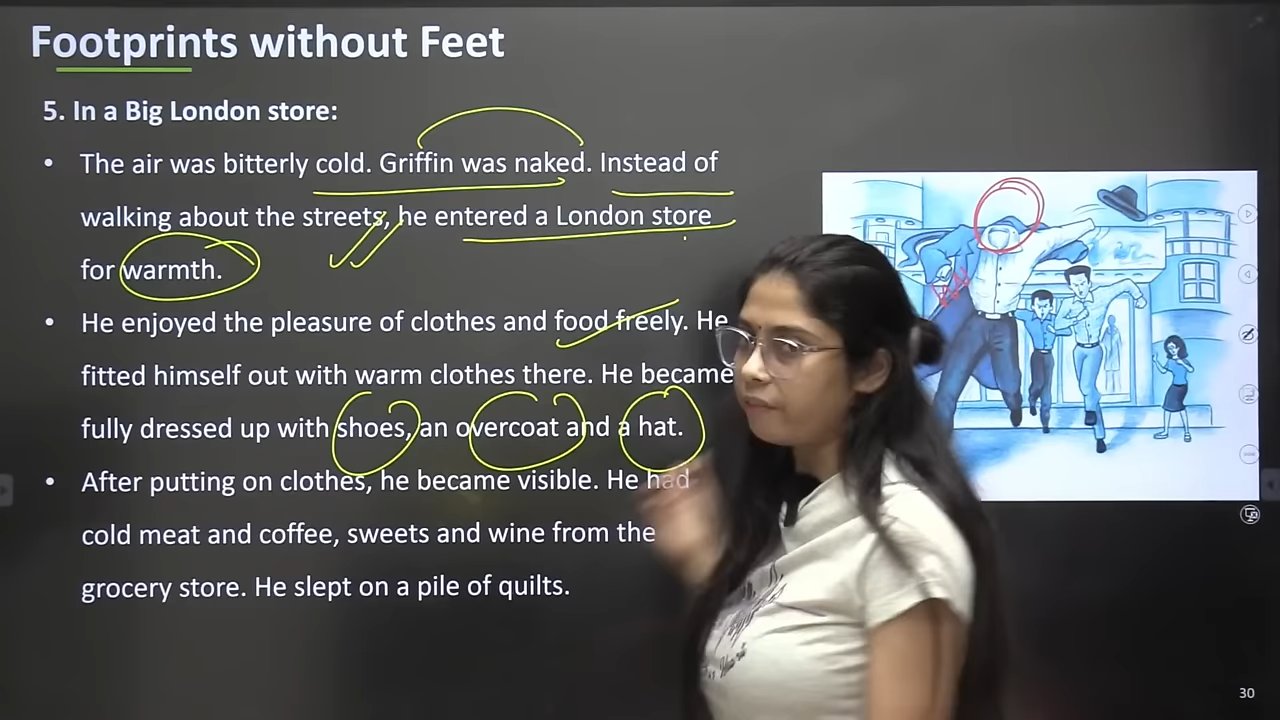 Footprints without Feet
5. In a Big London store:
• The air was bitterly cold. Griffin was naked. Instead of
walking about the streets, he entered a London store
for warmth.
• He enjoyed the pleasure of clothes and food freely. He
fitted himself out with warm clothes there. He became
fully dressed up with shoes, an overcoat and a hat.
• After putting on clothes, he became visible. He had
cold meat and coffee, sweets and wine from the
grocery store. He slept on a pile of quilts.
30